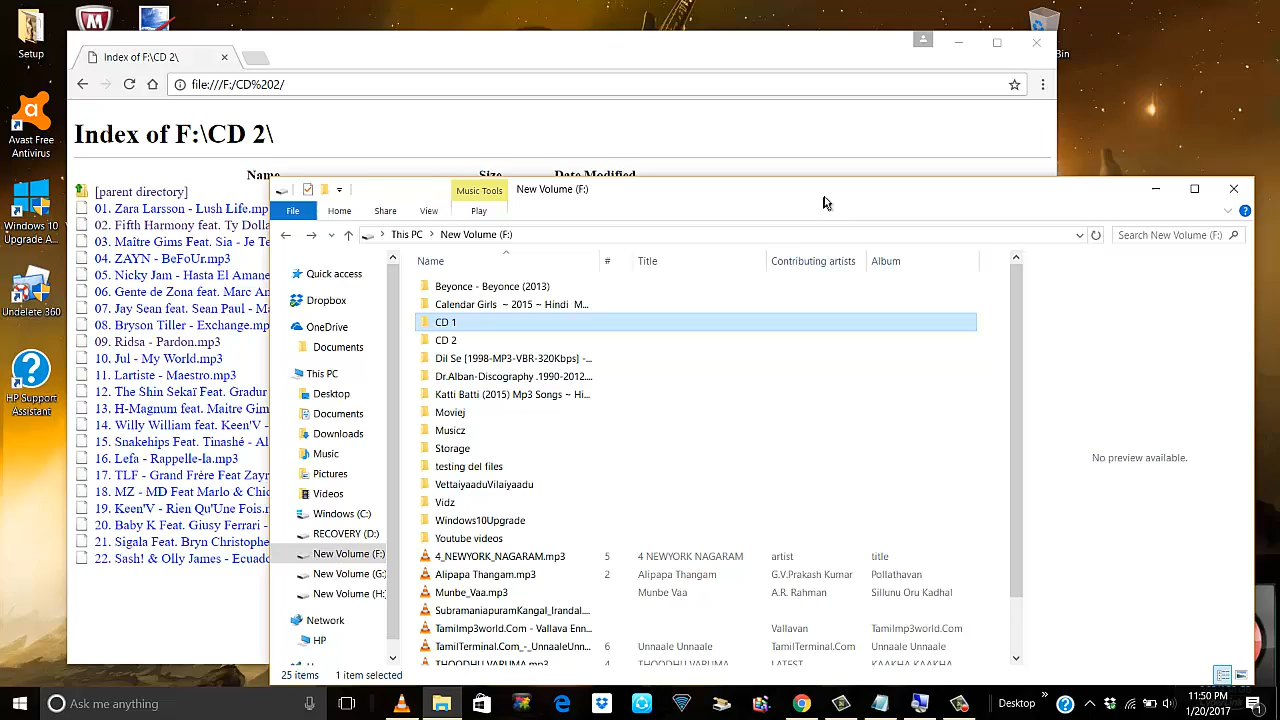 Setup
Bin
Avast Free
Antivirus
Windows 10
Upgrade A...
Undelete 360
HP Support
Assistant
Index of F:\CD 2\
file:///F:/CD%202/
Index of F:\CD 2\
Name Size Date Modified
[parent directory]
01. Zara Larsson - Lush Life.mp
02. Fifth Harmony feat. Ty Dolla
03. Maître Gims Feat. Sia - Je Te
04. ZAYN - BeFoUr.mp3
05. Nicky Jam - Hasta El Amane
06. Gente de Zona feat. Marc An
07. Jay Sean feat. Sean Paul - Ma
08. Bryson Tiller - Exchange.mp
09. Ridsa - Pardon.mp3
10. Jul - My World.mp3
11. Lartiste - Maestro.mp3
12. The Shin Sekaï Feat. Gradur
13. H-Magnum feat. Maitre Gim
14. Willy William feat. Keen'V -
15. Snakehips Feat. Tinashé - Al
16. Lefa - Rappelle-la.mp3
17. TLF - Grand Frère Feat Zayr
18. MZ - MD Feat Marlo & Chic
19. Keen'V - Rien Qu'Une Fois.n
20. Baby K Feat. Giusy Ferrari -
21. Sigala Feat. Bryn Christophe
22. Sash! & Olly James - Ecuado
Music Tools New Volume (F:)
File Home Share View Play
This PC New Volume (F:) Search New Volume (F:)
Quick access
Dropbox
OneDrive
Documents
This PC
Desktop
Documents
Downloads
Music
Pictures
Videos
Windows (C:)
RECOVERY (D:)
New Volume (F:)
New Volume (G:
New Volume (H:
Network
HP
Name # Title Contributing artists Album
Beyonce - Beyonce (2013)
Calendar Girls ~ 2015 ~ Hindi M...
CD 1
CD 2
Dil Se [1998-MP3-VBR-320Kbps] -...
Dr.Alban-Discography .1990-2012....
Katti Batti (2015) Mp3 Songs ~ Hi...
Moviej
Musicz
Storage
testing del files
VettaiyaaduVilaiyaadu
Vidz
Windows10Upgrade
Youtube videos
4_NEWYORK_NAGARAM.mp3 5 4 NEWYORK NAGARAM artist title
Alipapa Thangam.mp3 2 Alipapa Thangam G.V.Prakash Kumar Pollathavan
Munbe_Vaa.mp3 Munbe Vaa A.R. Rahman Sillunu Oru Kadhal
SubramaniapuramKangal_Irandal....
Tamilmp3world.Com - Vallava Enn... Vallavan Tamilmp3world.Com
TamilTerminal.Com_-_UnnaaleUnn... 6 Unnaale Unnaale TamilTerminal.Com Unnaale Unnaale
THOODHU VARUMA.mp3 THOODHU VARUMA LATEST KAAKHA KAAKHA
No preview available.
25 items 1 item selected
Ask me anything
Desktop
11:50 PM
1/20/2017